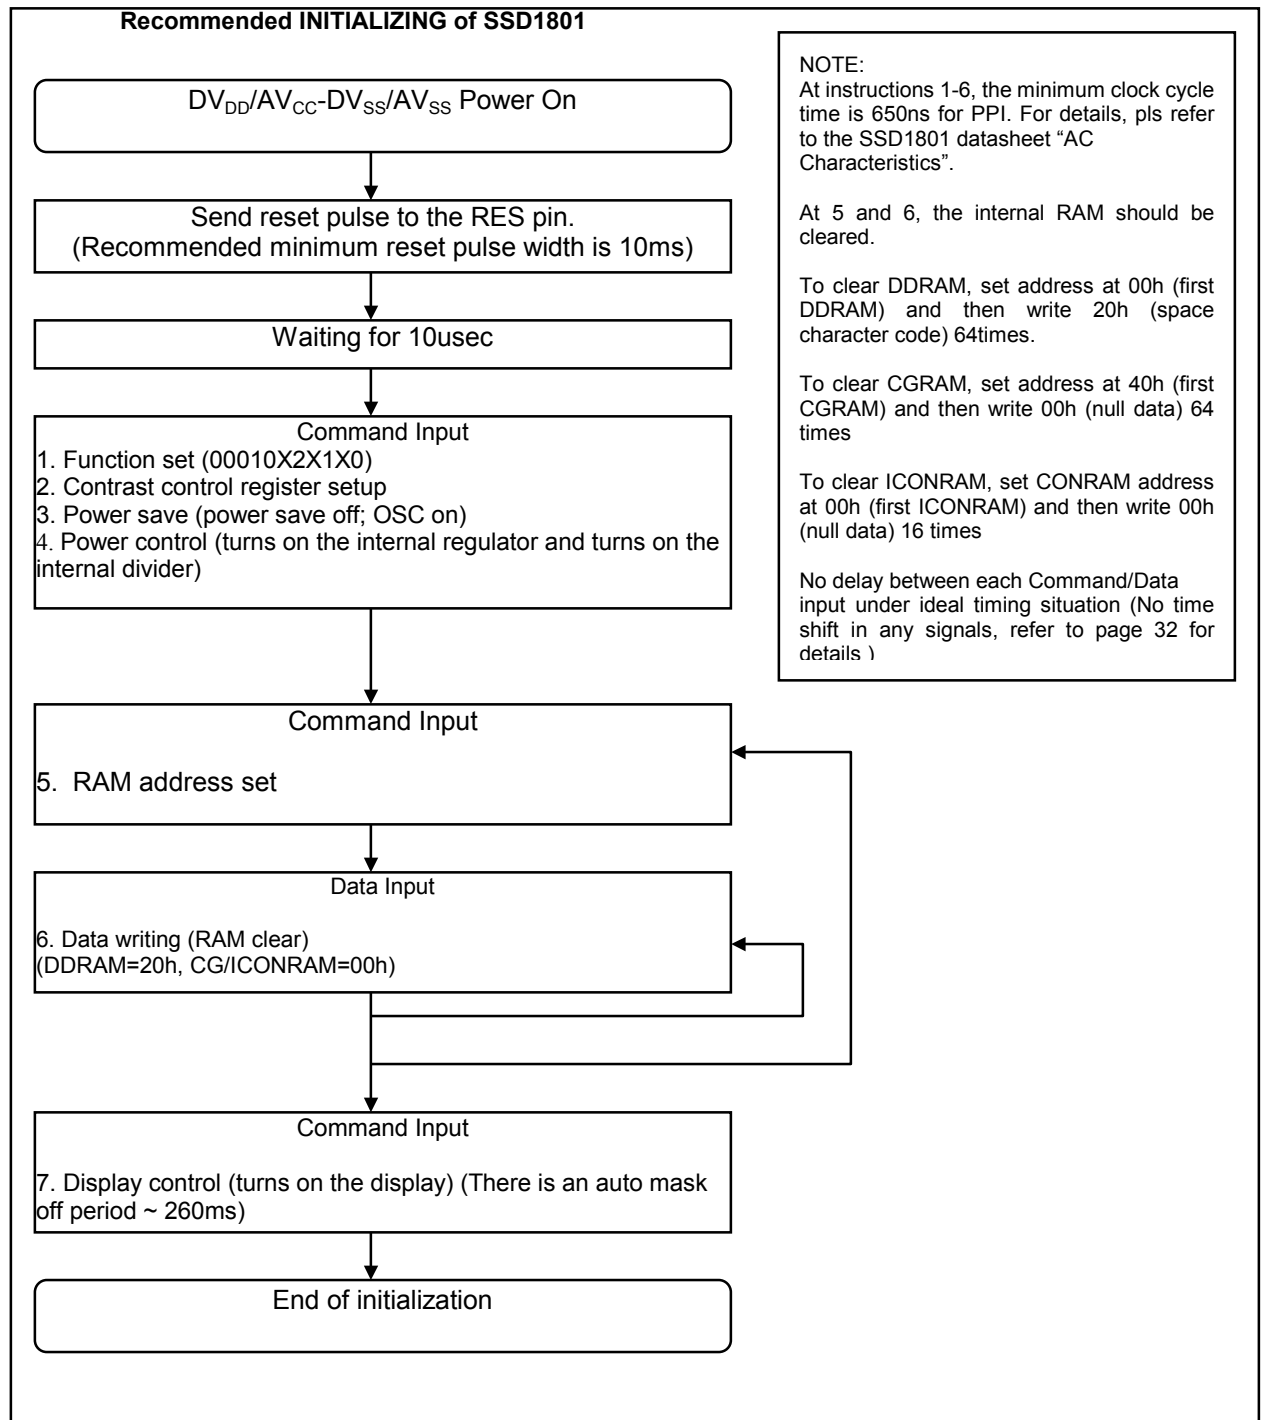 Recommended INITIALIZING of SSD1801
DVDD/AVCC-DVSS/AVSS Power On
Send reset pulse to the RES pin.
(Recommended minimum reset pulse width is 10ms)
Waiting for 10usec
Command Input
1. Function set (00010X2X1X0)
2. Contrast control register setup
3. Power save (power save off; OSC on)
4. Power control (turns on the internal regulator and turns on the
internal divider)
Command Input
5. RAM address set
Data Input
6. Data writing (RAM clear)
(DDRAM=20h, CG/ICONRAM=00h)
Command Input
7. Display control (turns on the display) (There is an auto mask
off period ~ 260ms)
End of initialization
NOTE:
At instructions 1-6, the minimum clock cycle
time is 650ns for PPI. For details, pls refer
to the SSD1801 datasheet “AC
Characteristics”.
At 5 and 6, the internal RAM should be
cleared.
To clear DDRAM, set address at 00h (first
DDRAM) and then write 20h (space
character code) 64times.
To clear CGRAM, set address at 40h (first
CGRAM) and then write 00h (null data) 64
times
To clear ICONRAM, set CONRAM address
at 00h (first ICONRAM) and then write 00h
(null data) 16 times
No delay between each Command/Data
input under ideal timing situation (No time
shift in any signals, refer to page 32 for
details )